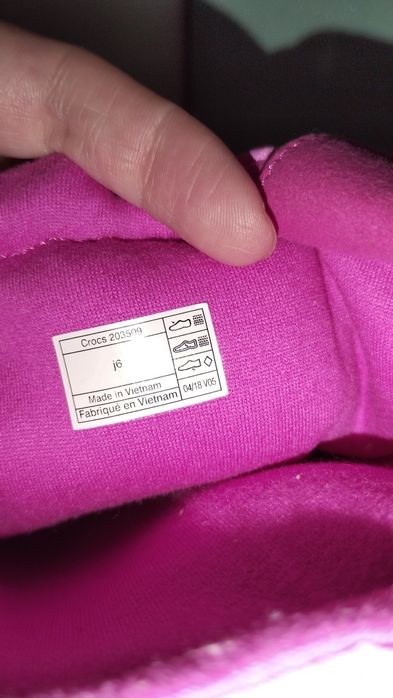 Crocs 203509
j6
Made in Vietnam
Fabriqué en Vietnam
04/18 V05